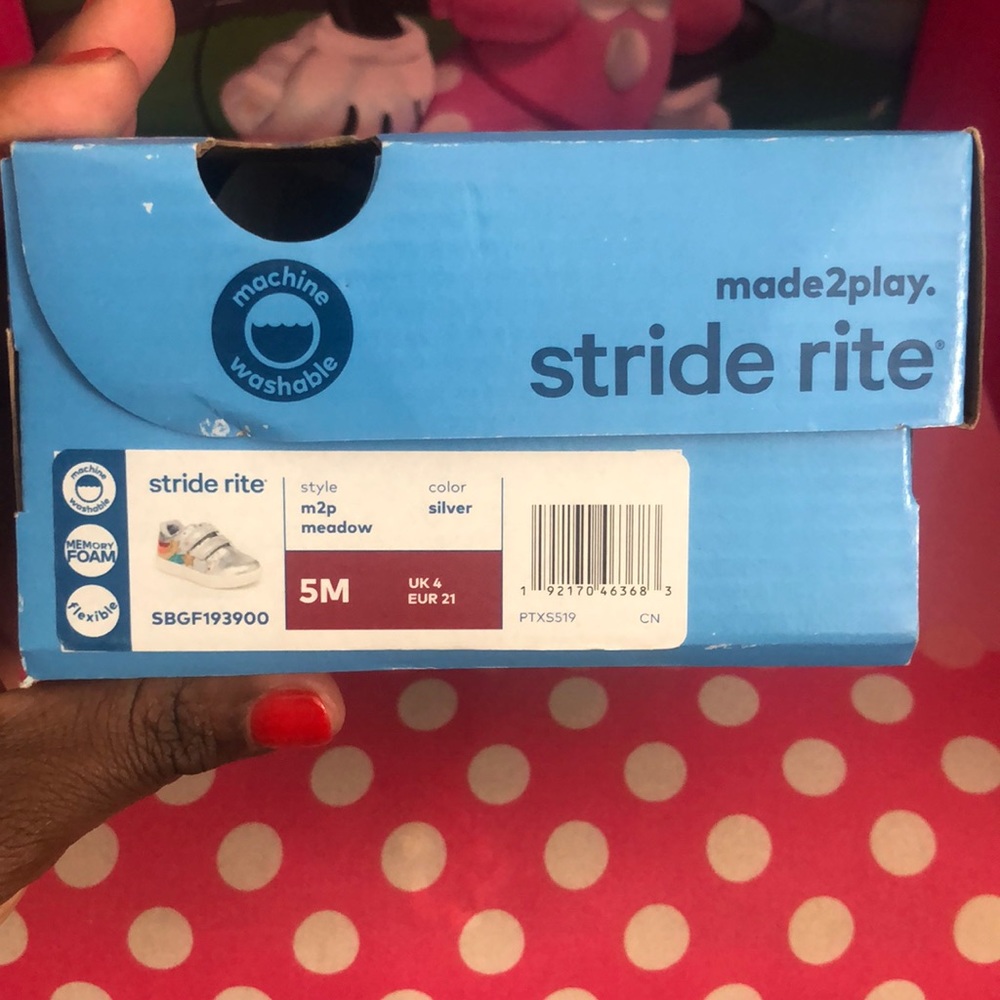 machine
washable
made2play.
stride rite®
machine
washable
MEMORY
FOAM
flexible
stride rite
SBGF193900
style
m2p
meadow
color
silver
5M
UK 4
EUR 21
1 92170 46368 3
PTXS519 CN